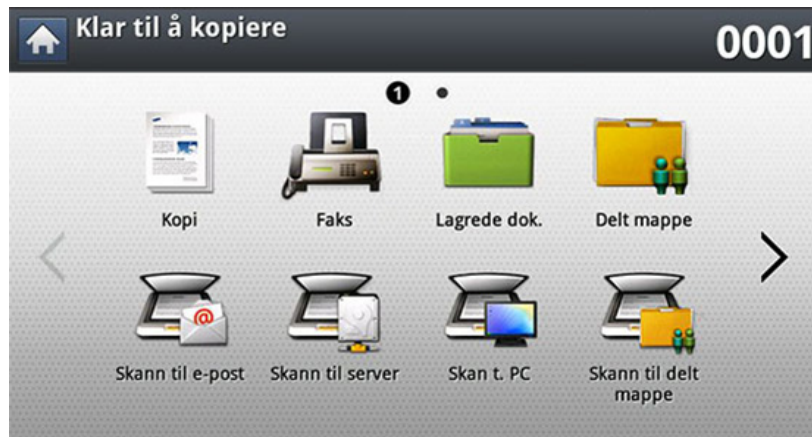 Klar til å kopiere
0001
1
Kopi
Faks
Lagrede dok.
Delt mappe
@
Skann til e-post
Skann til server
Skan t. PC
Skann til delt
mappe